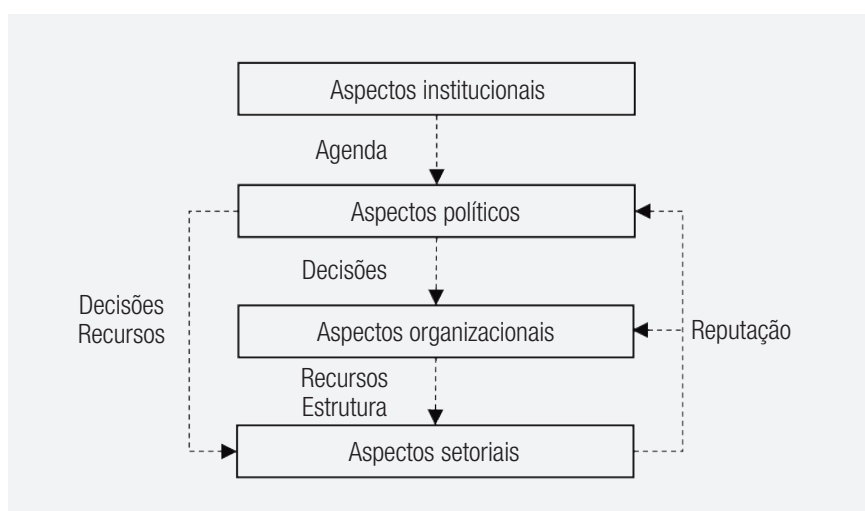 Aspectos institucionais
Agenda
Aspectos políticos
Decisões
Decisões
Recursos
Aspectos organizacionais
Reputação
Recursos
Estrutura
Aspectos setoriais